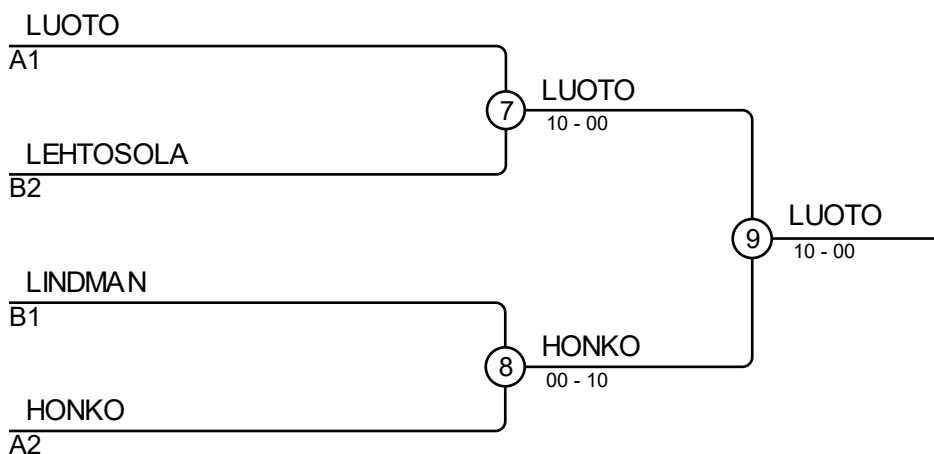 LUOTO
A1
7
LUOTO
10 - 00
LEHTOSOLA
B2
9
LUOTO
10 - 00
LINDMAN
B1
8
HONKO
00 - 10
HONKO
A2